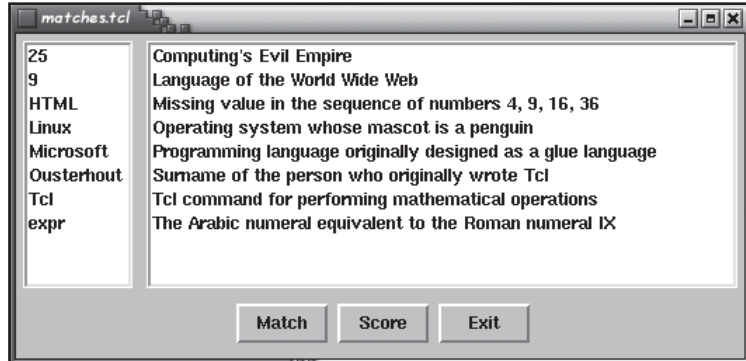 matches.tcl
25
9
HTML
Linux
Microsoft
Ousterhout
Tcl
expr
Computing's Evil Empire
Language of the World Wide Web
Missing value in the sequence of numbers 4, 9, 16, 36
Operating system whose mascot is a penguin
Programming language originally designed as a glue language
Surname of the person who originally wrote Tcl
Tcl command for performing mathematical operations
The Arabic numeral equivalent to the Roman numeral IX
Match Score Exit